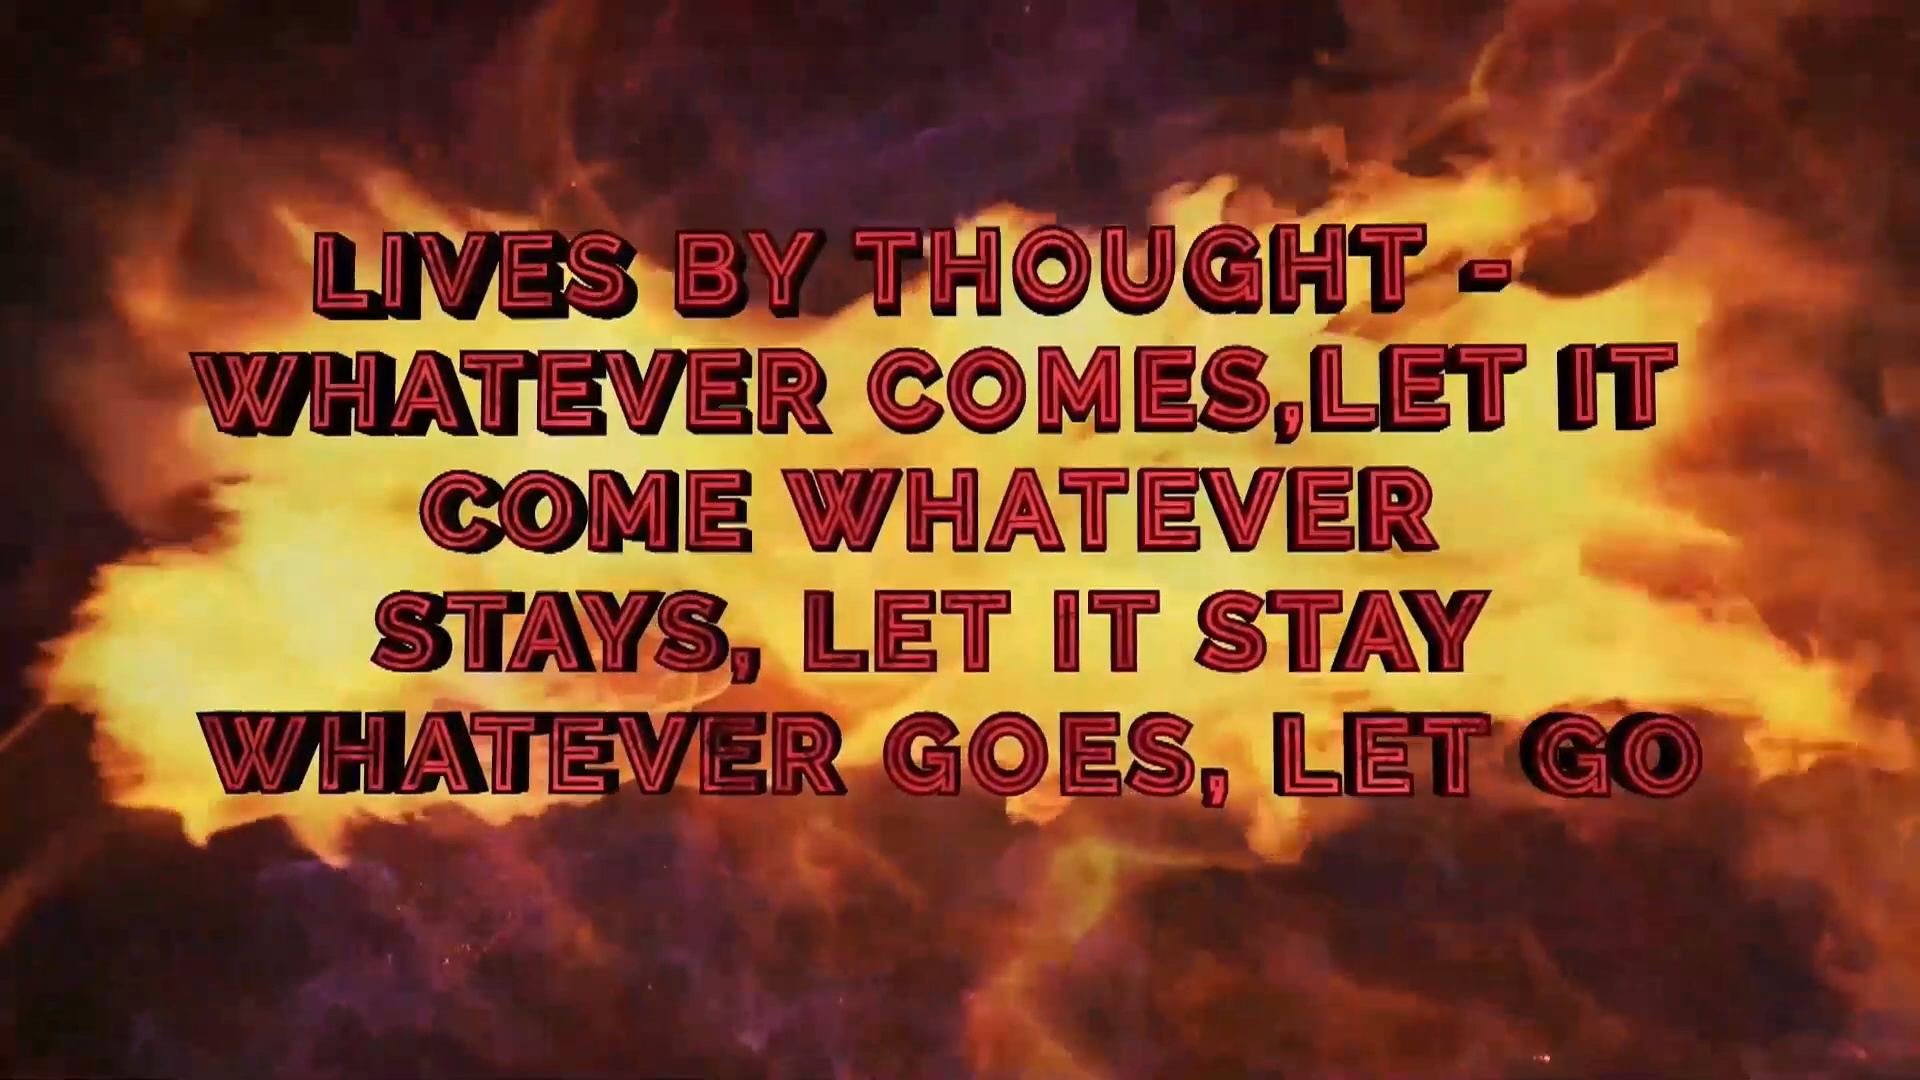 LIVES BY THOUGHT -
WHATEVER COMES,LET IT
COME WHATEVER
STAYS, LET IT STAY
WHATEVER GOES, LET GO